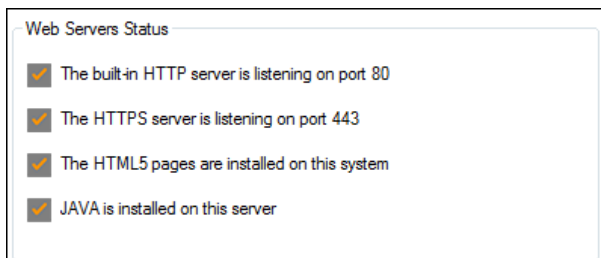 Web Servers Status
The built-in HTTP server is listening on port 80
The HTTPS server is listening on port 443
The HTML5 pages are installed on this system
JAVA is installed on this server